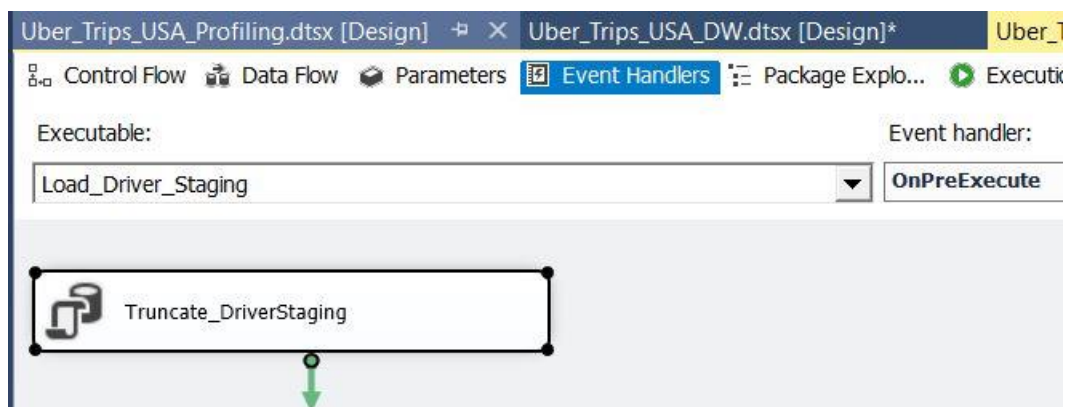 Uber_Trips_USA_Profiling.dtsx [Design] Uber_Trips_USA_DW.dtsx [Design]*
Control Flow Data Flow Parameters Event Handlers Package Explo...
Executable: Event handler:
Load_Driver_Staging OnPreExecute
Truncate_DriverStaging